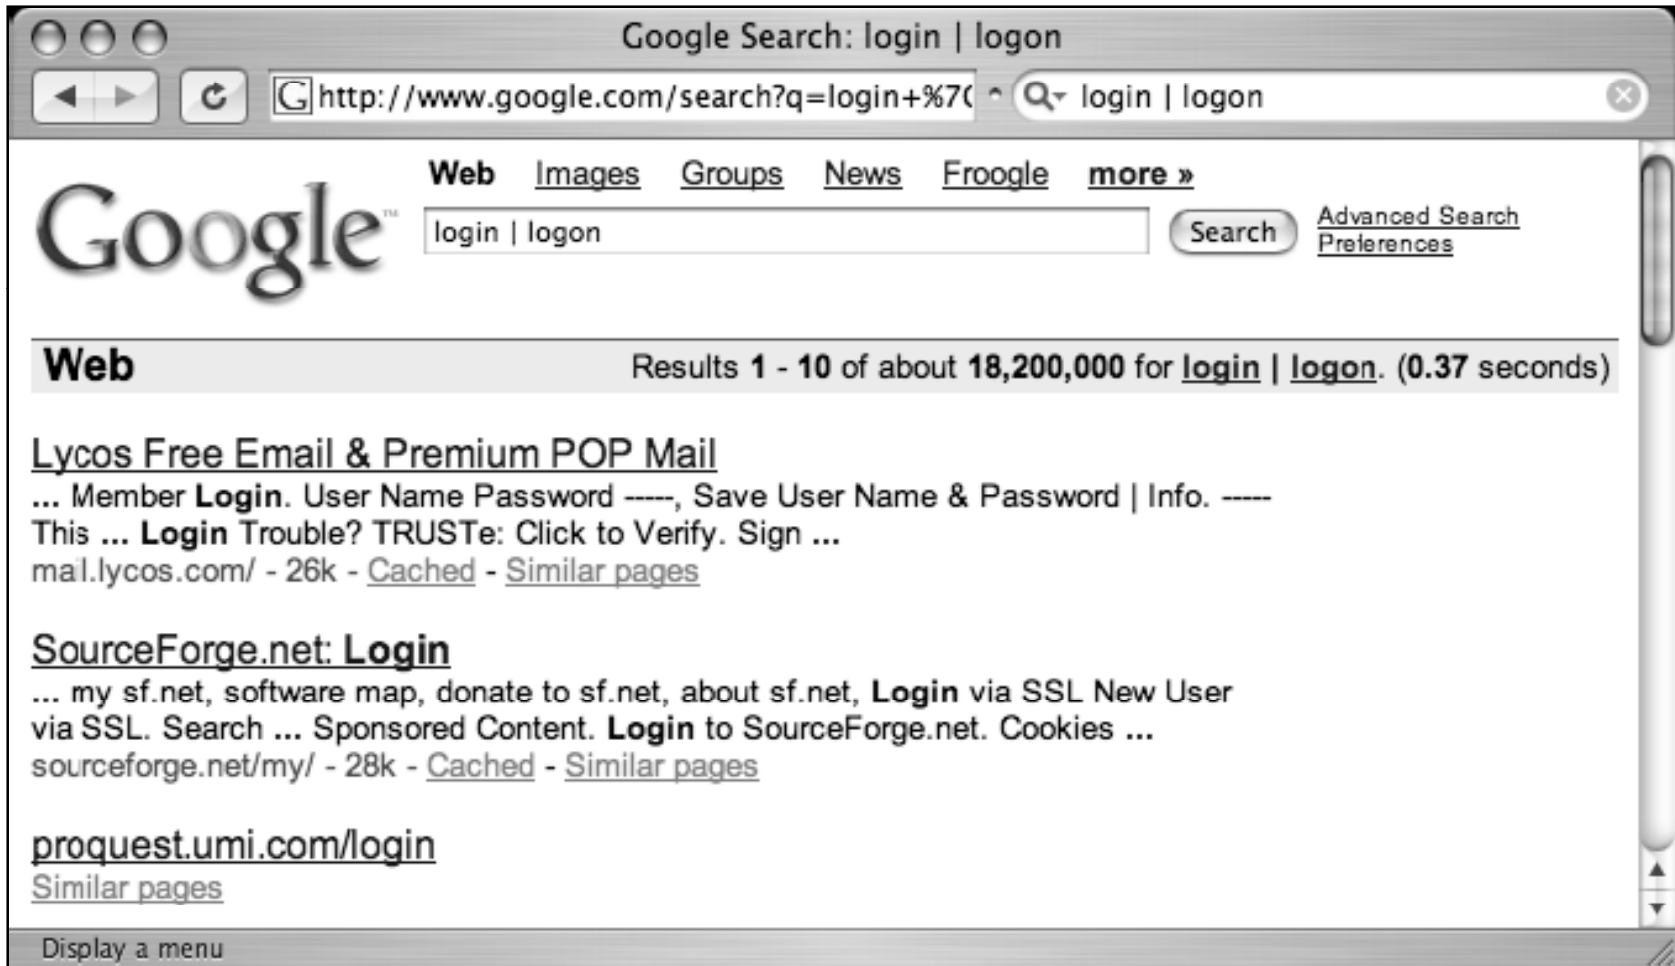 Google Search: login | logon
http://www.google.com/search?q=login+%7C login | logon
Web Images Groups News Froogle more »
Google™
login | logon Search Advanced Search
Preferences
Web Results 1 - 10 of about 18,200,000 for login | logon. (0.37 seconds)
Lycos Free Email & Premium POP Mail
... Member Login. User Name Password -----, Save User Name & Password | Info. -----
This ... Login Trouble? TRUSTe: Click to Verify. Sign ...
mail.lycos.com/ - 26k - Cached - Similar pages
SourceForge.net: Login
... my sf.net, software map, donate to sf.net, about sf.net, Login via SSL New User
via SSL. Search ... Sponsored Content. Login to SourceForge.net. Cookies ...
sourceforge.net/my/ - 28k - Cached - Similar pages
proquest.umi.com/login
Similar pages
Display a menu